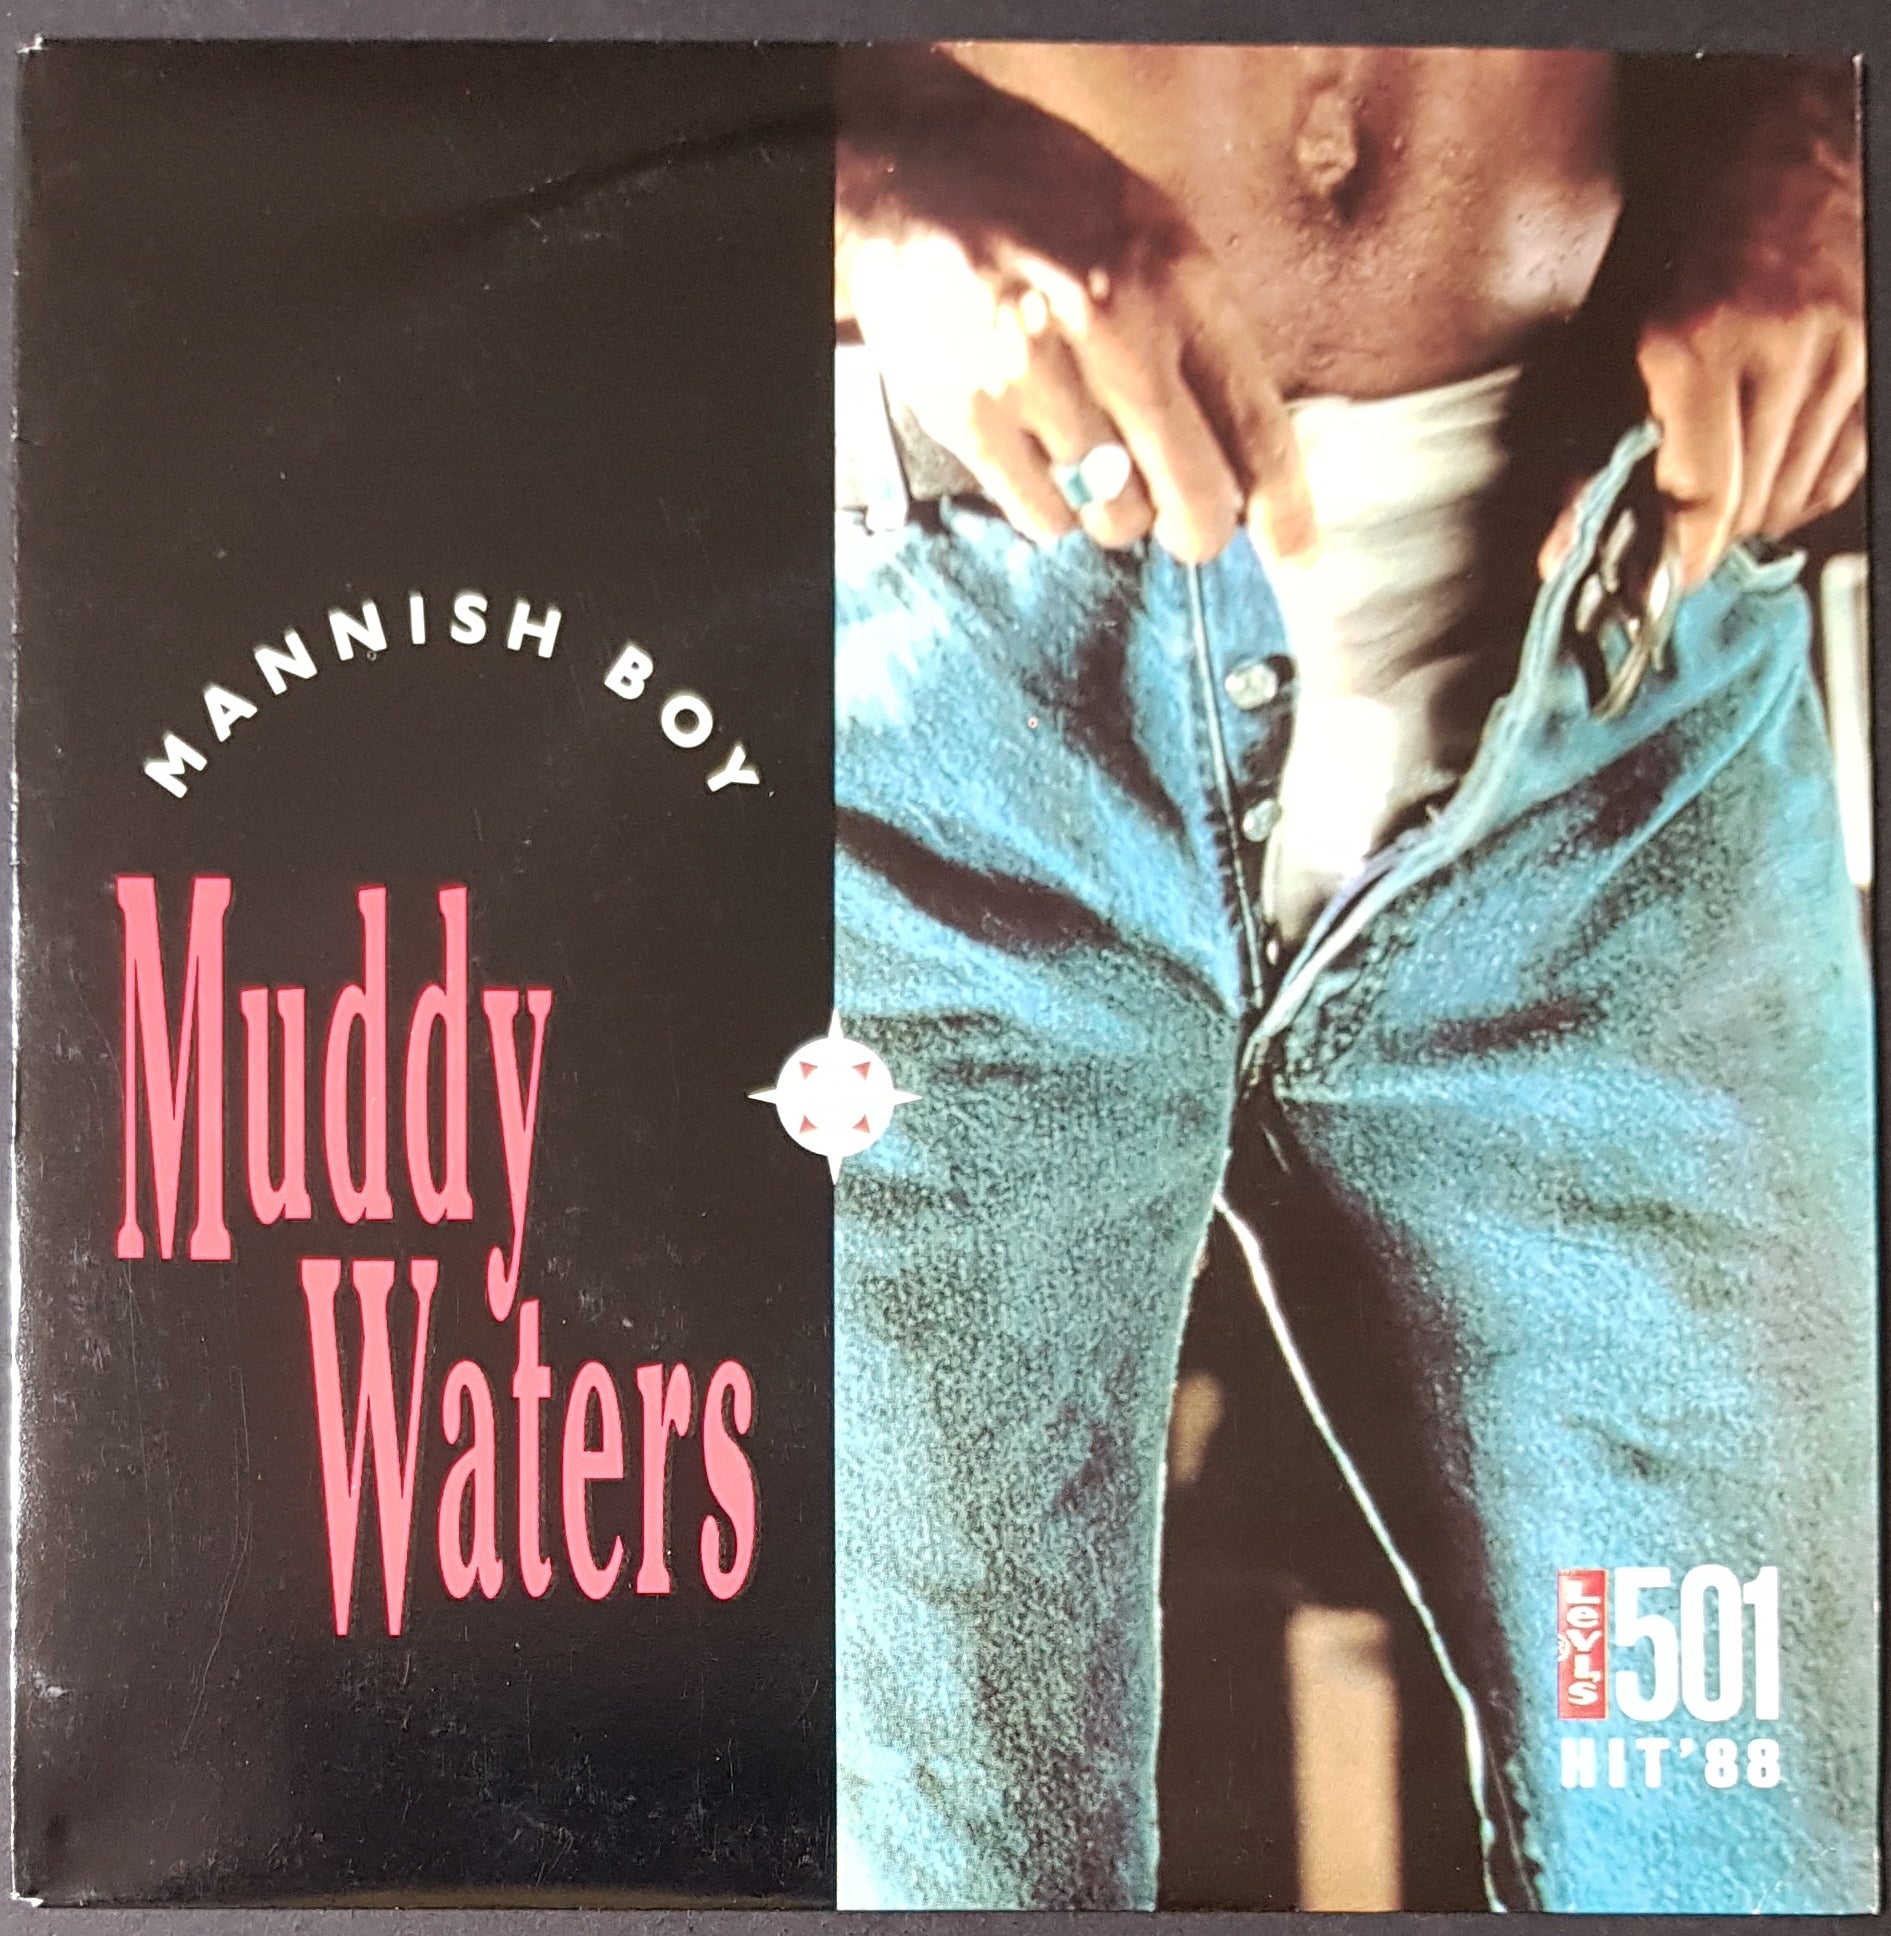 MANNISH BOY
Muddy
Waters
Levi's 501
HIT '88